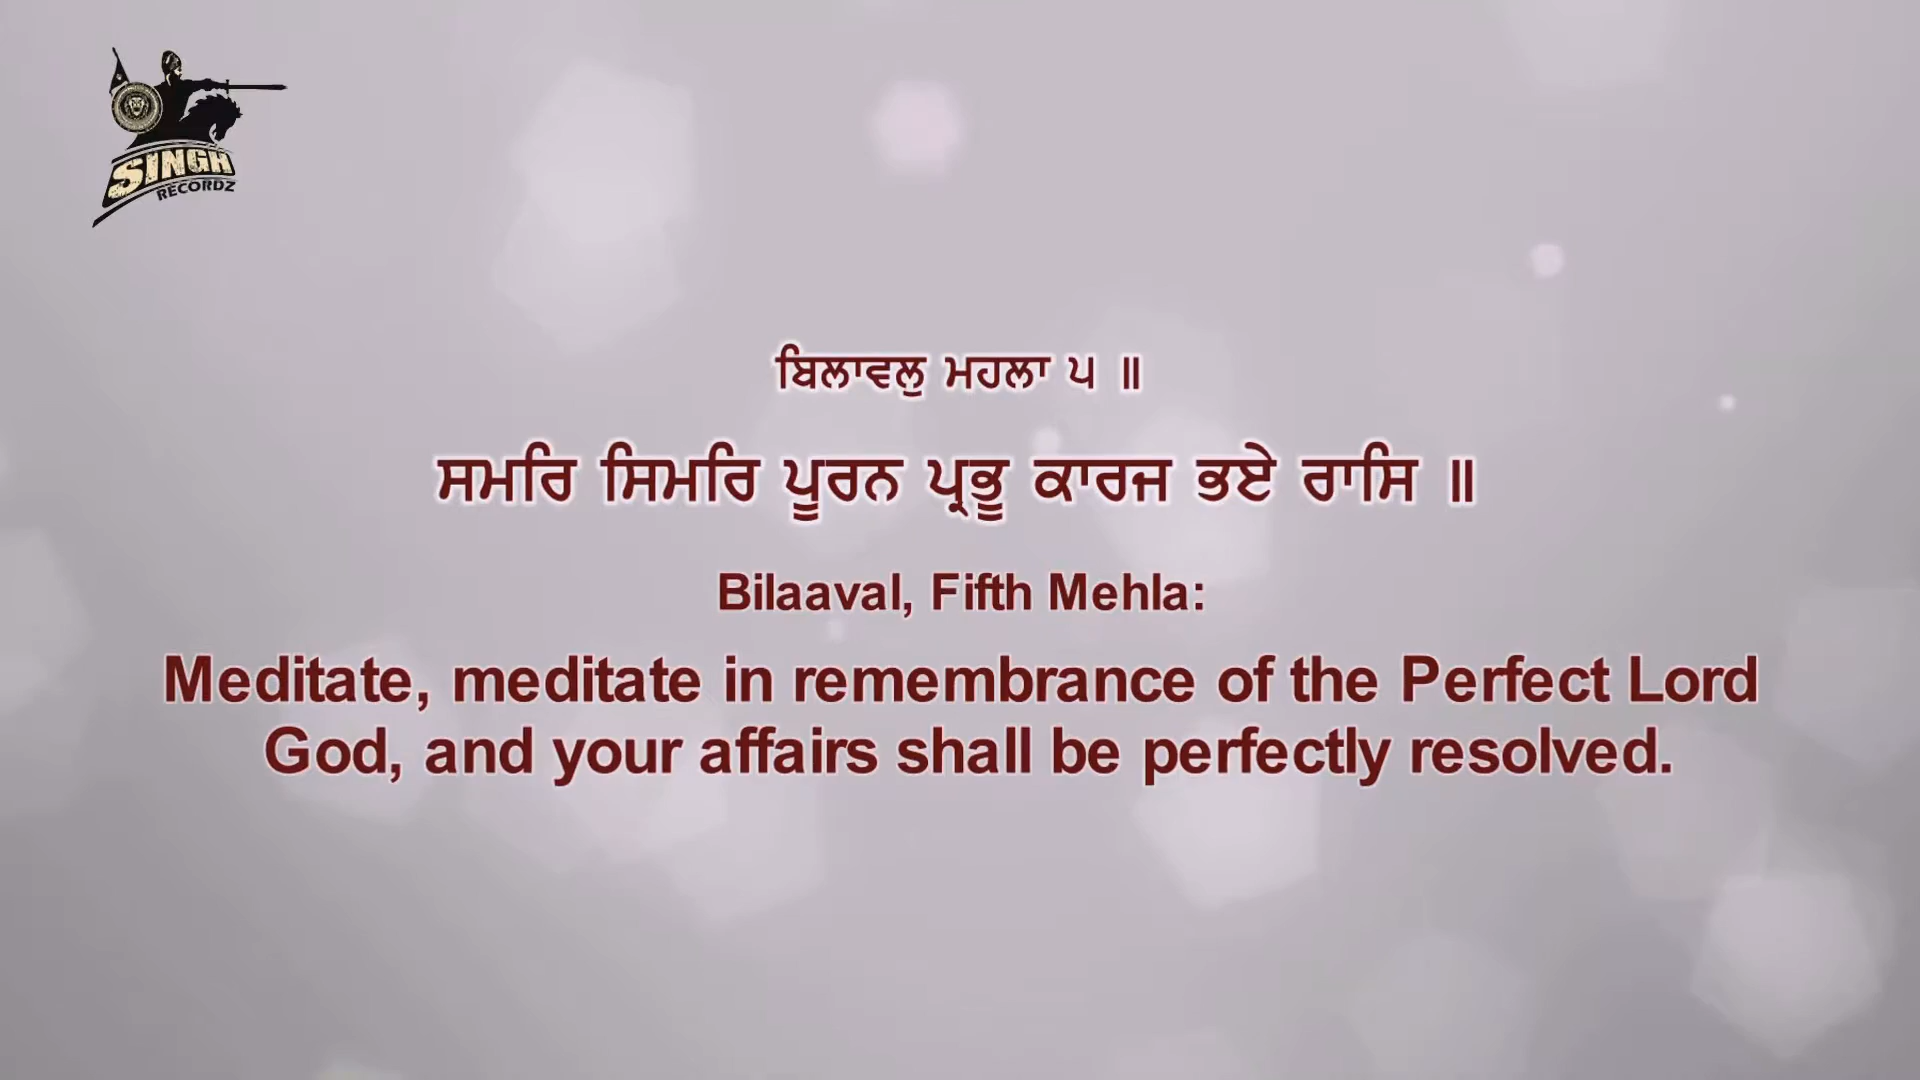 SINGH
RECORDZ
ਬਿਲਾਵਲੁ ਮਹਲਾ ੫ ॥
ਸਮਰਿ ਸਿਮਰਿ ਪੂਰਨ ਪ੍ਰਭੂ ਕਾਰਜ ਭਏ ਰਾਸਿ ॥
Bilaaval, Fifth Mehla:
Meditate, meditate in remembrance of the Perfect Lord
God, and your affairs shall be perfectly resolved.